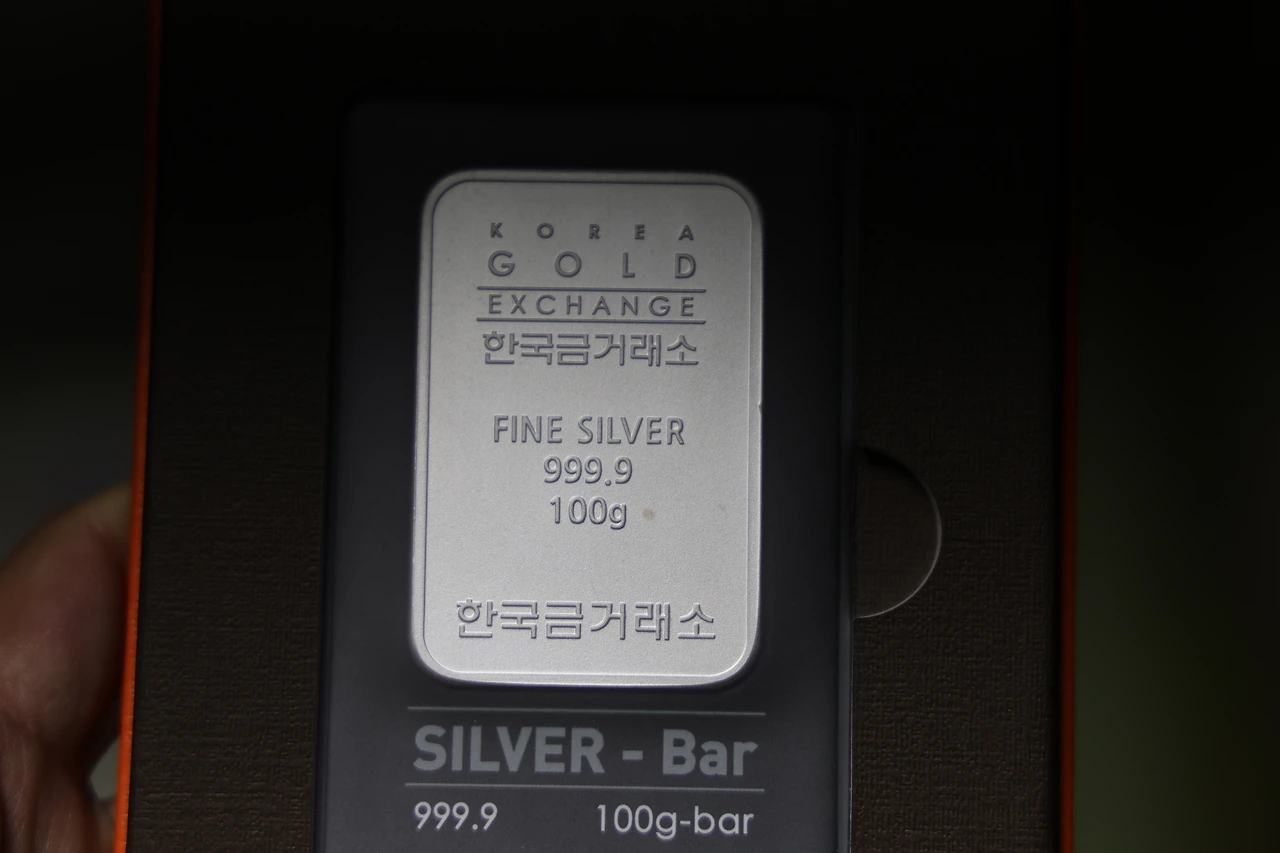 KOREA
GOLD
EXCHANGE
한국금거래소
FINE SILVER
999.9
100g
한국금거래소
SILVER - Bar
999.9 100g-bar